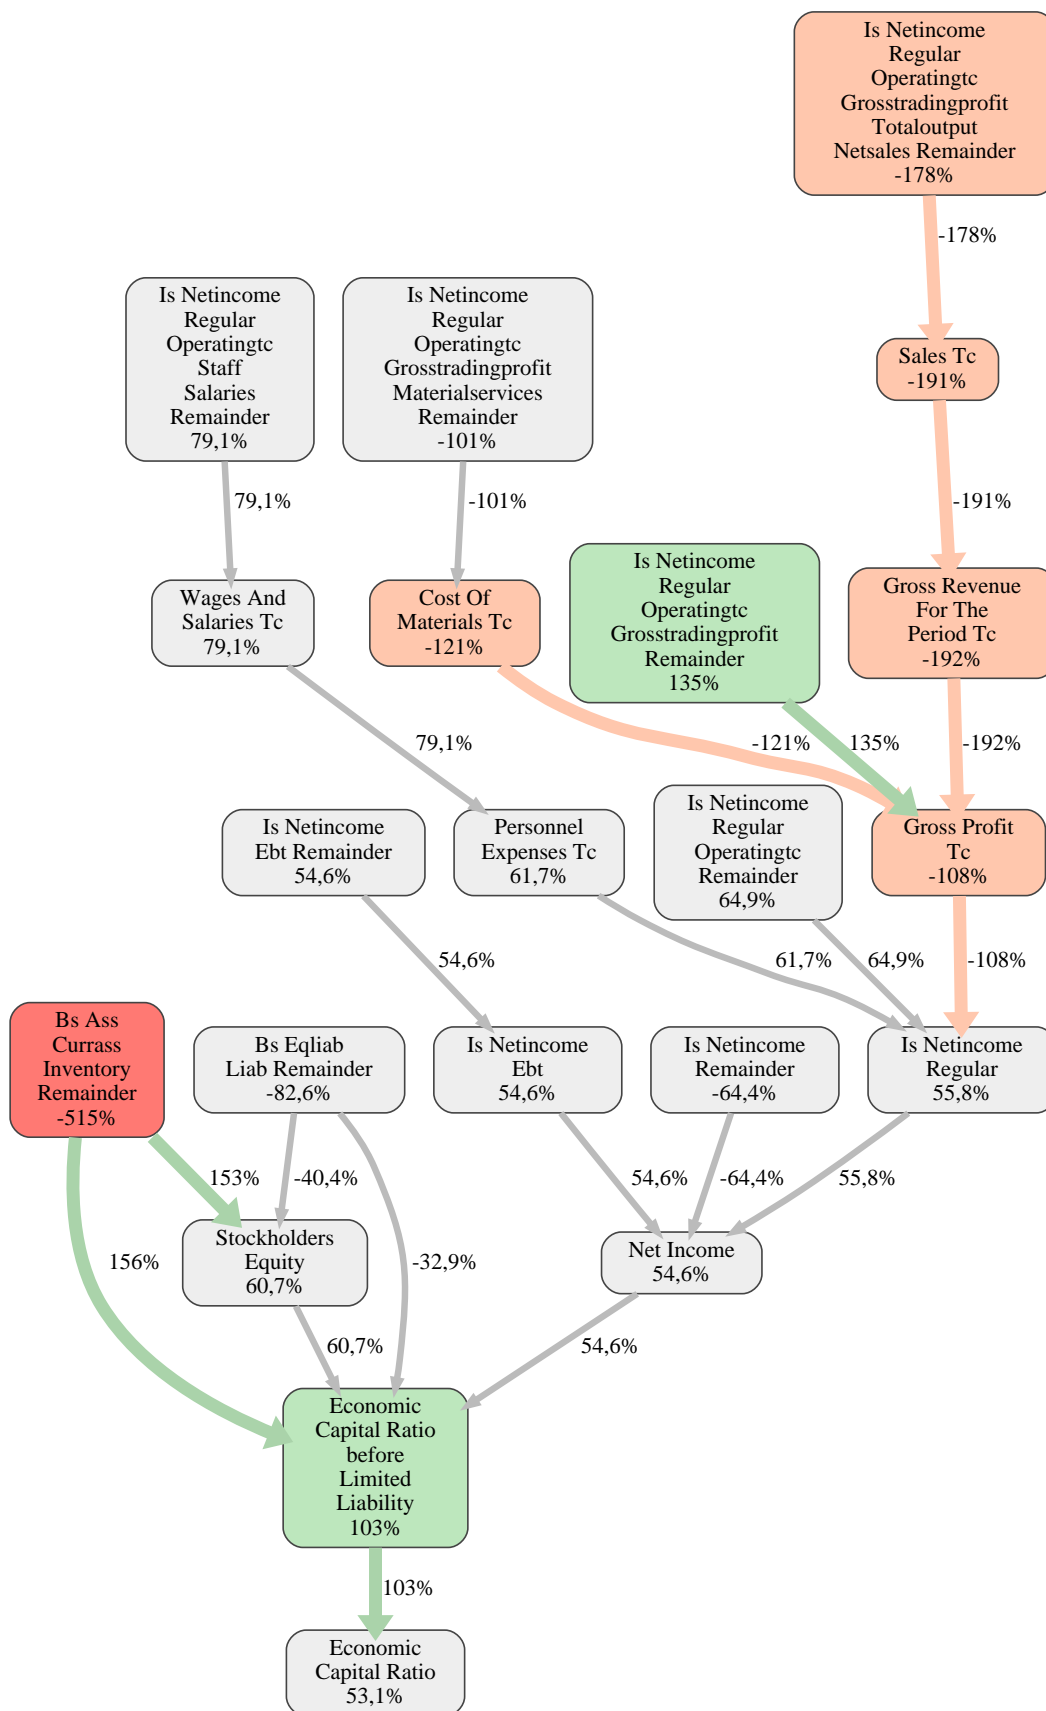 Is Netincome
Regular
Operatingtc
Grosstradingprofit
Totaloutput
Netsales Remainder
-178%
-178%
Is Netincome
Regular
Operatingtc
Staff
Salaries
Remainder
79,1%
Is Netincome
Regular
Operatingtc
Grosstradingprofit
Materialservices
Remainder
-101%
Sales Tc
-191%
79,1%
-101%
-191%
Wages And
Salaries Tc
79,1%
Cost Of
Materials Tc
-121%
Is Netincome
Regular
Operatingtc
Grosstradingprofit
Remainder
135%
Gross Revenue
For The
Period Tc
-192%
79,1%
-121%
135%
-192%
Is Netincome
Ebt Remainder
54,6%
Personnel
Expenses Tc
61,7%
Is Netincome
Regular
Operatingtc
Remainder
64,9%
Gross Profit
Tc
-108%
54,6%
61,7%
64,9%
-108%
Bs Ass
Currass
Inventory
Remainder
-515%
Bs Eqliab
Liab Remainder
-82,6%
Is Netincome
Ebt
54,6%
Is Netincome
Remainder
-64,4%
Is Netincome
Regular
55,8%
153%
-40,4%
54,6%
-64,4%
55,8%
156%
Stockholders
Equity
60,7%
-32,9%
Net Income
54,6%
60,7%
54,6%
Economic
Capital Ratio
before
Limited
Liability
103%
103%
Economic
Capital Ratio
53,1%